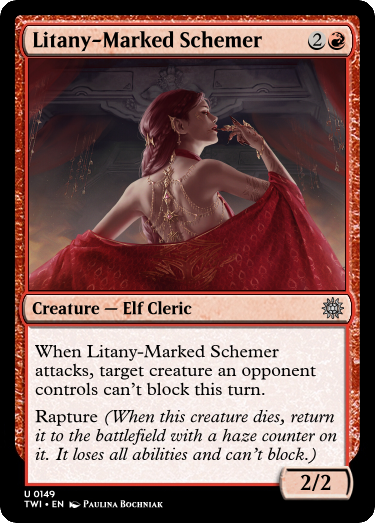 Litany-Marked Schemer 2
Creature — Elf Cleric
When Litany-Marked Schemer
attacks, target creature an opponent
controls can't block this turn.
Rapture (When this creature dies, return
it to the battlefield with a haze counter on
it. It loses all abilities and can't block.)
2/2
U 0149
TWI • EN Paulina Bochniak